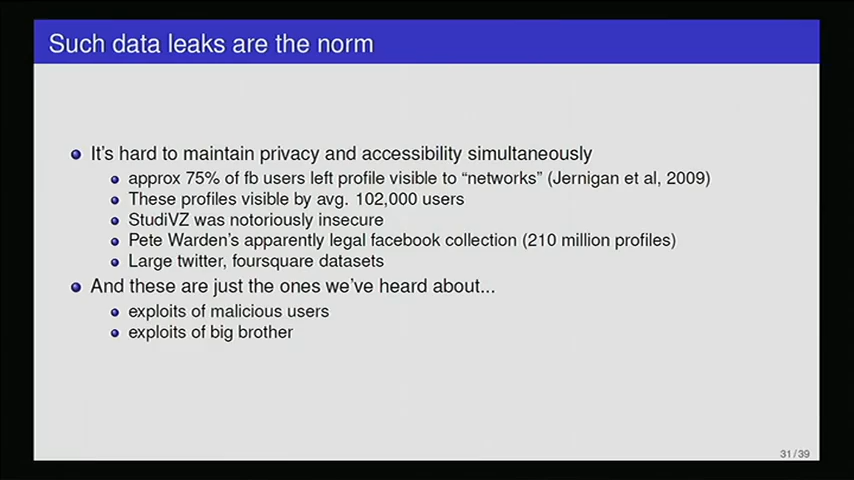 Such data leaks are the norm
It's hard to maintain privacy and accessibility simultaneously
approx 75% of fb users left profile visible to “networks” (Jernigan et al, 2009)
These profiles visible by avg. 102,000 users
StudiVZ was notoriously insecure
Pete Warden's apparently legal facebook collection (210 million profiles)
Large twitter, foursquare datasets
And these are just the ones we've heard about...
exploits of malicious users
exploits of big brother
31/39